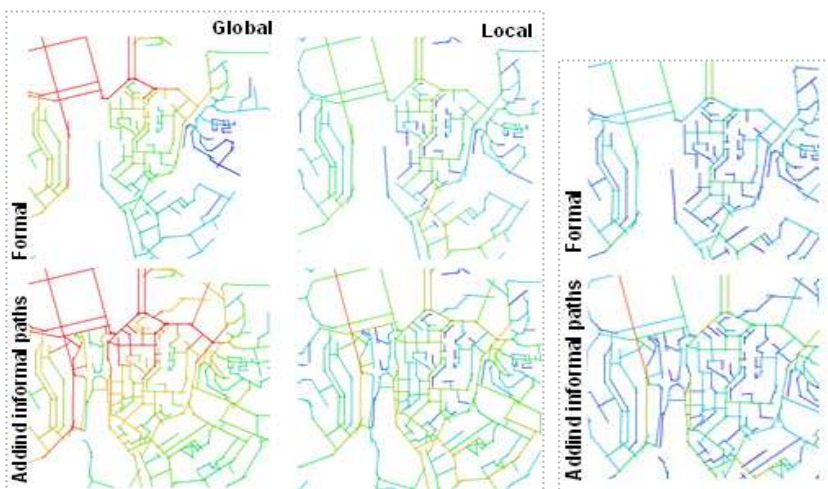 Global
Local
Formal
Addind informal paths
Formal
Addind informal paths